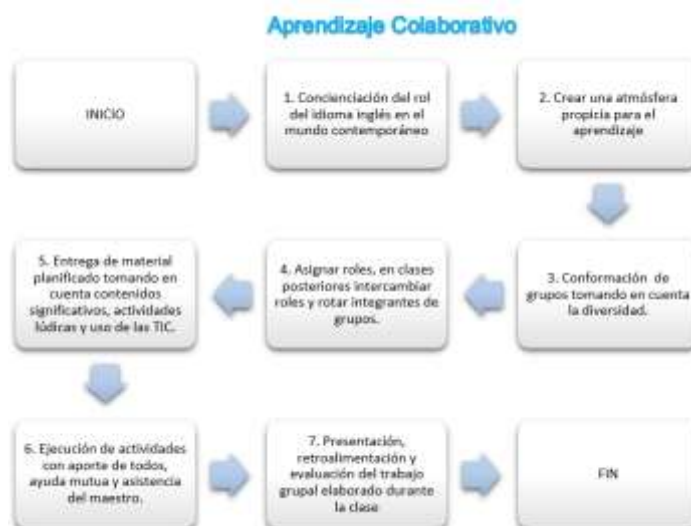 Aprendizaje Colaborativo
INICIO
1. Concienciación del rol
del idioma inglés en el
mundo contemporáneo
2. Crear una atmósfera
propicia para el
aprendizaje
3. Conformación de
grupos tomando en cuenta
la diversidad.
4. Asignar roles, en clases
posteriores intercambiar
roles y rotar integrantes de
grupos.
5. Entrega de material
planificado tomando en
cuenta contenidos
significativos, actividades
lúdicas y uso de las TIC.
6. Ejecución de actividades
con aporte de todos,
ayuda mutua y asistencia
del maestro.
7. Presentación,
retroalimentación y
evaluación del trabajo
grupal elaborado durante
la clase
FIN